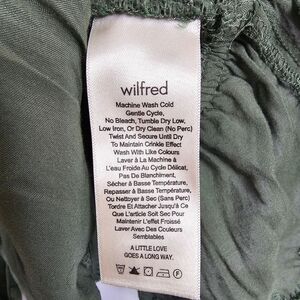 wilfred
Machine Wash Cold
Gentle Cycle,
No Bleach, Tumble Dry Low,
Low Iron, Or Dry Clean (No Perc)
Twist And Secure Until Dry
To Maintain Crinkle Effect
Wash With Like Colours
Laver À La Machine à
L'eau Froide Au Cycle Délicat,
Pas De Blanchiment,
Sécher à Basse Température,
Repasser à Basse Température,
Ou Nettoyer à Sec (Sans Perc)
Tordre Et Attacher Jusqu'à Ce
Que L'article Soit Sec Pour
Maintenir L'effet Froissé
Laver Avec Des Couleurs
Semblables
A LITTLE LOVE
GOES A LONG WAY.